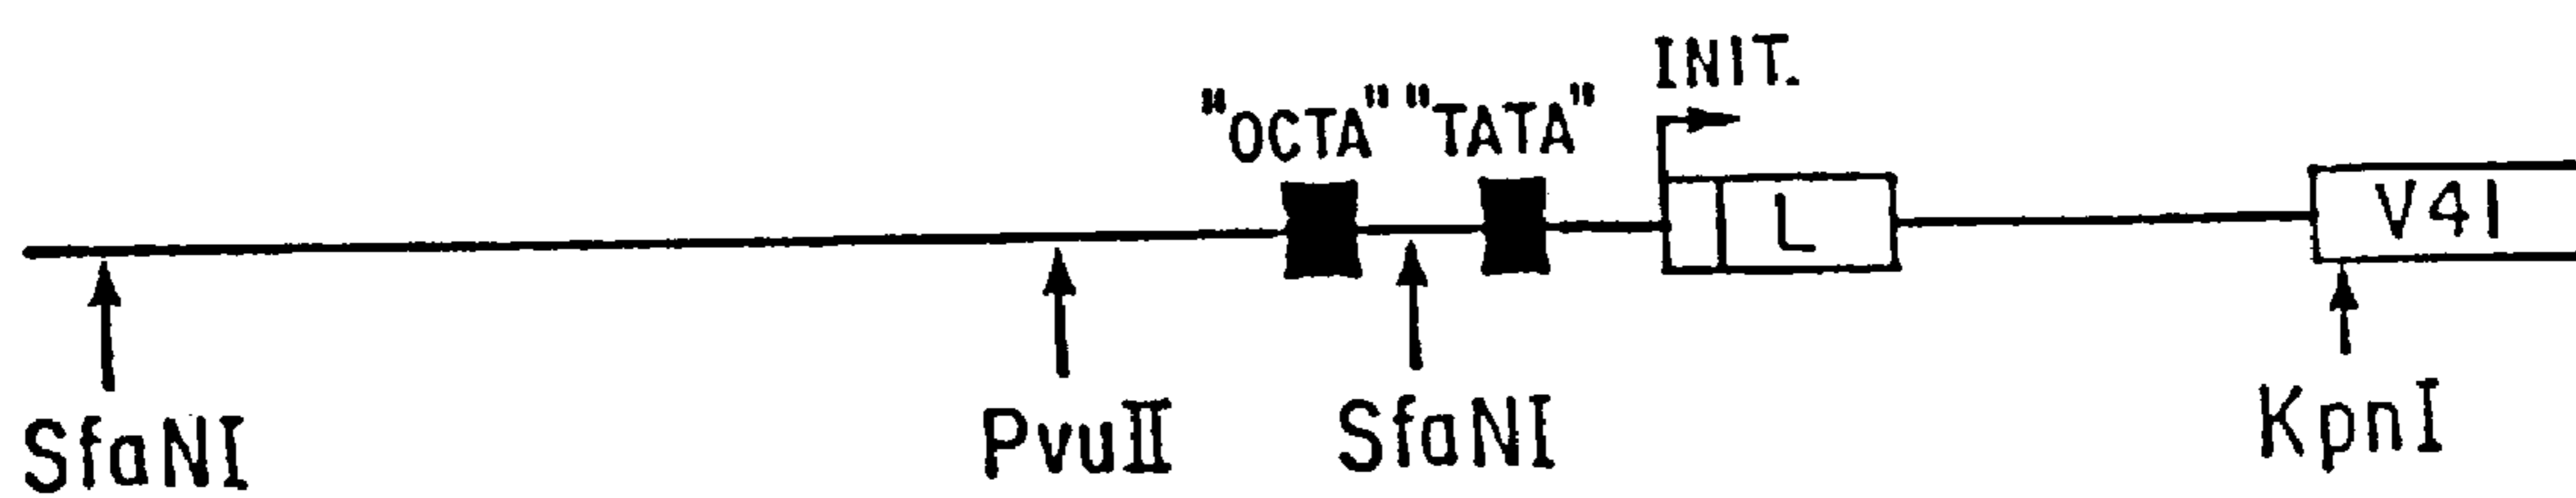 INIT.
"OCTA" "TATA"
L
V41
SfaNI
PvuII
SfaNI
KpnI